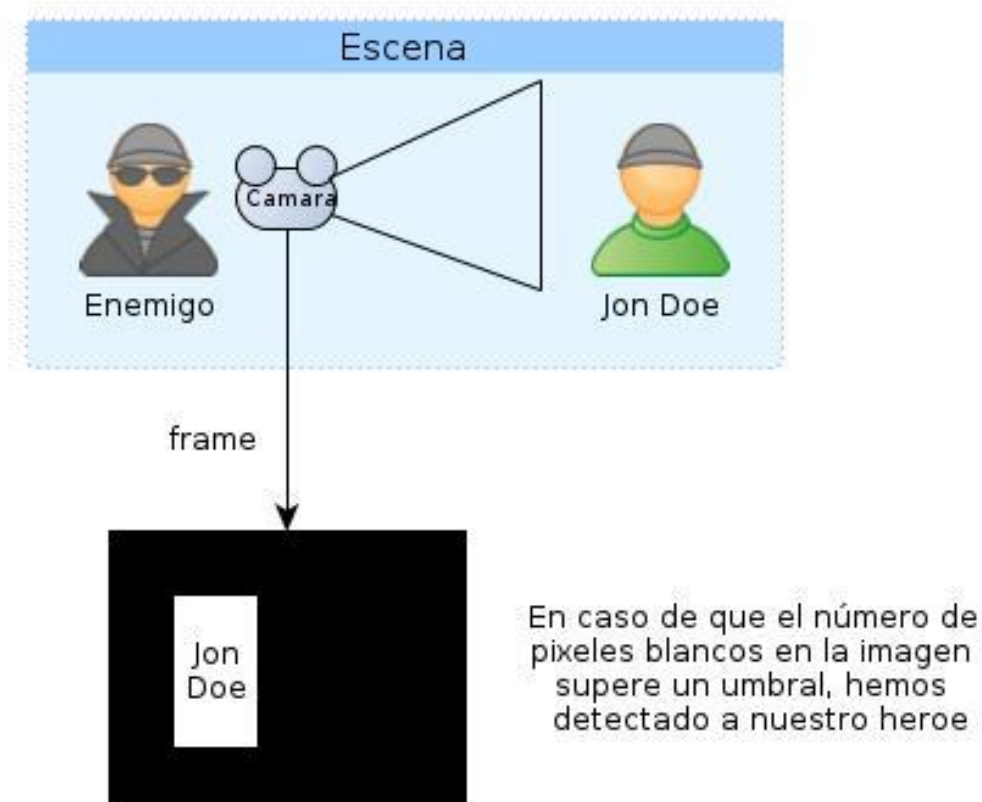 Escena
Camara
Enemigo
Jon Doe
frame
Jon
Doe
En caso de que el número de
pixeles blancos en la imagen
supere un umbral, hemos
detectado a nuestro heroe